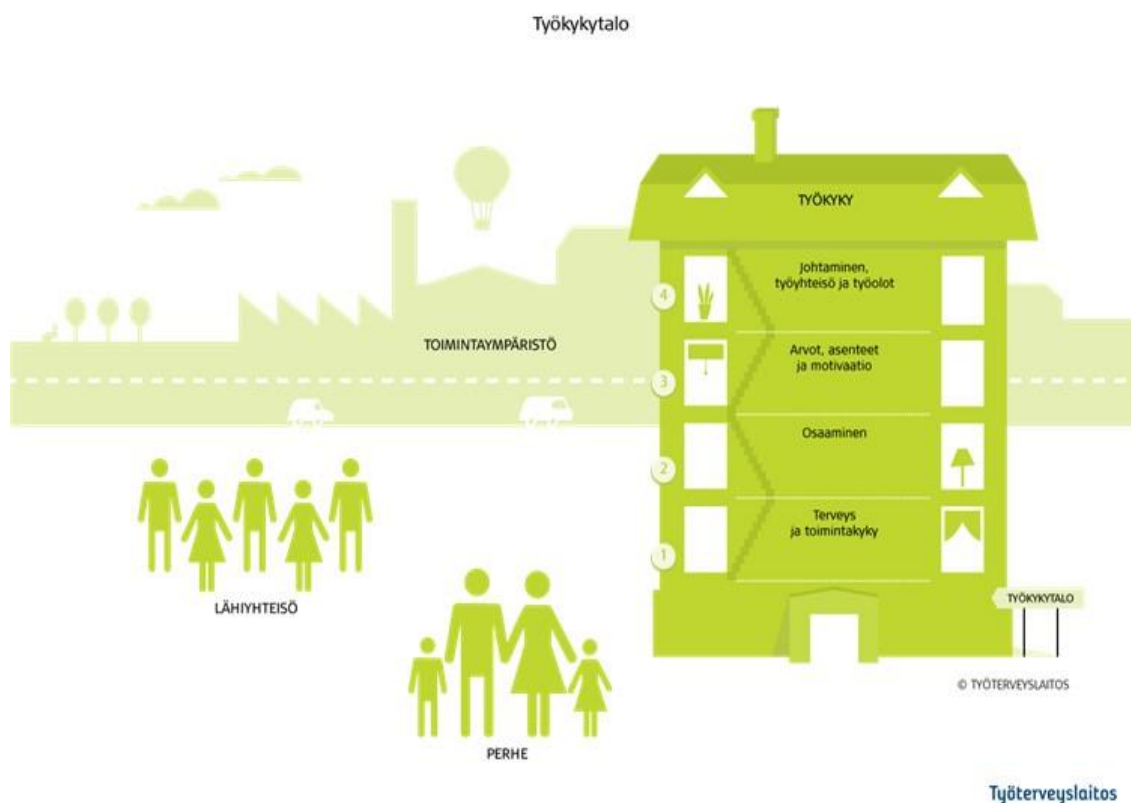 Työkykytalo
TYÖKYKY
4
Johtaminen,
työyhteisö ja työolot
TOIMINTAYMPÄRISTÖ
3
Arvot, asenteet
ja motivaatio
2
Osaaminen
1
Terveys
ja toimintakyky
LÄHIYHTEISÖ
TYÖKYKYTALO
© TYÖTERVEYSLAITOS
PERHE
Työterveyslaitos